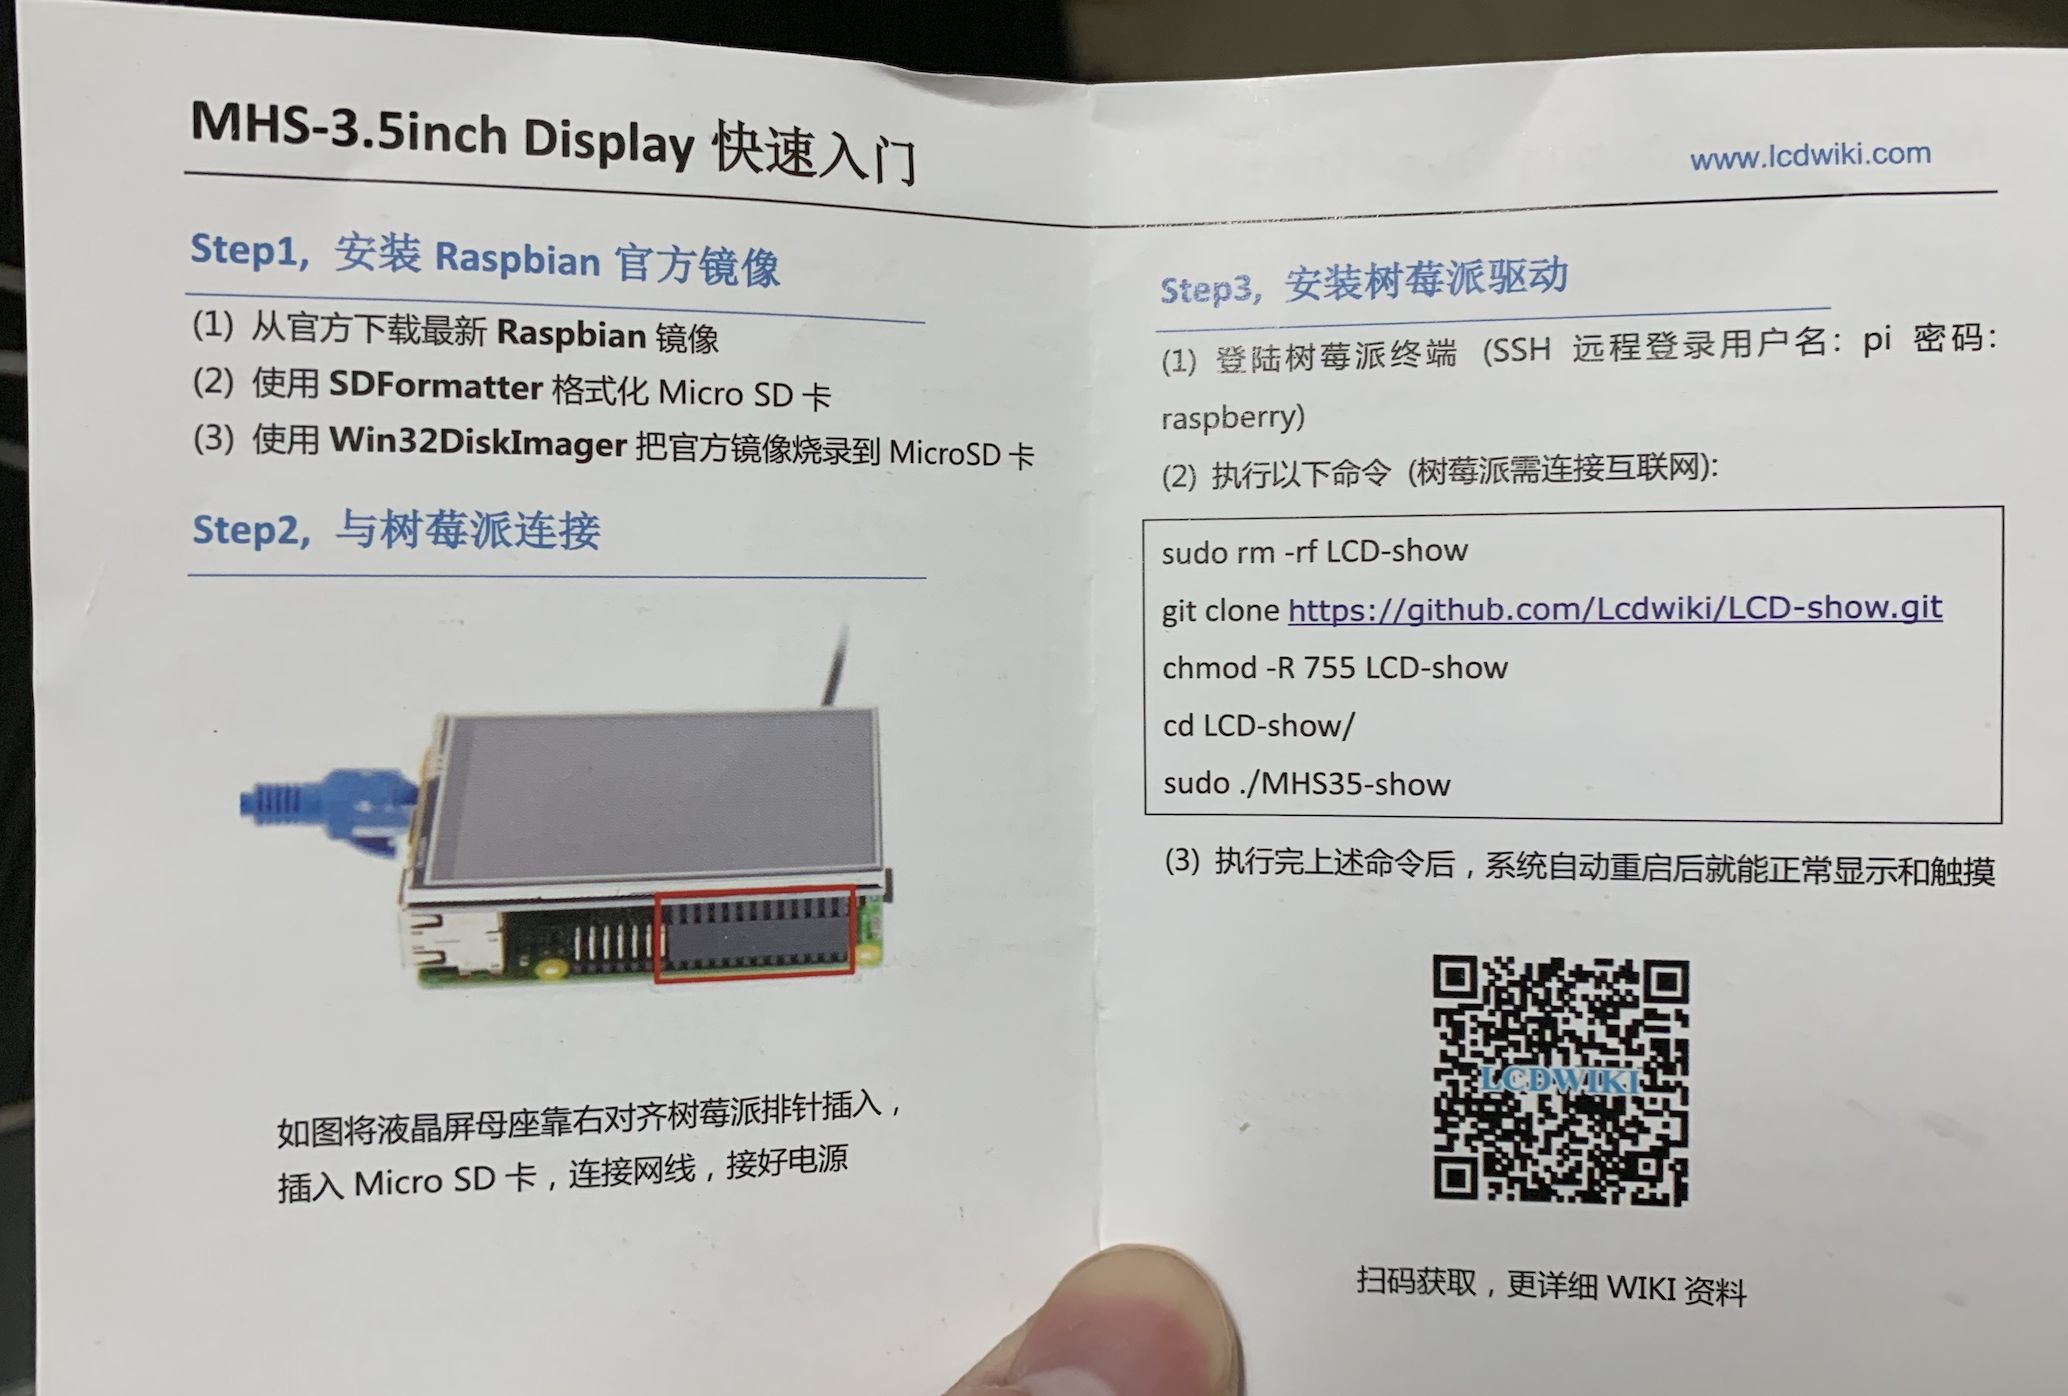 MHS-3.5inch Display 快速入门
www.lcdwiki.com
Step1, 安装 Raspbian 官方镜像
(1) 从官方下载最新 Raspbian 镜像
(2) 使用 SDFormatter 格式化 Micro SD 卡
(3) 使用 Win32DiskImager 把官方镜像烧录到 MicroSD 卡
Step2, 与树莓派连接
如图将液晶屏母座靠右对齐树莓派排针插入，
插入 Micro SD 卡，连接网线，接好电源
Step3, 安装树莓派驱动
(1) 登陆树莓派终端 (SSH 远程登录用户名: pi 密码:
raspberry)
(2) 执行以下命令 (树莓派需连接互联网):
sudo rm -rf LCD-show
git clone https://github.com/Lcdwiki/LCD-show.git
chmod -R 755 LCD-show
cd LCD-show/
sudo ./MHS35-show
(3) 执行完上述命令后，系统自动重启后就能正常显示和触摸
LCDWIKI
扫码获取，更详细 WIKI 资料